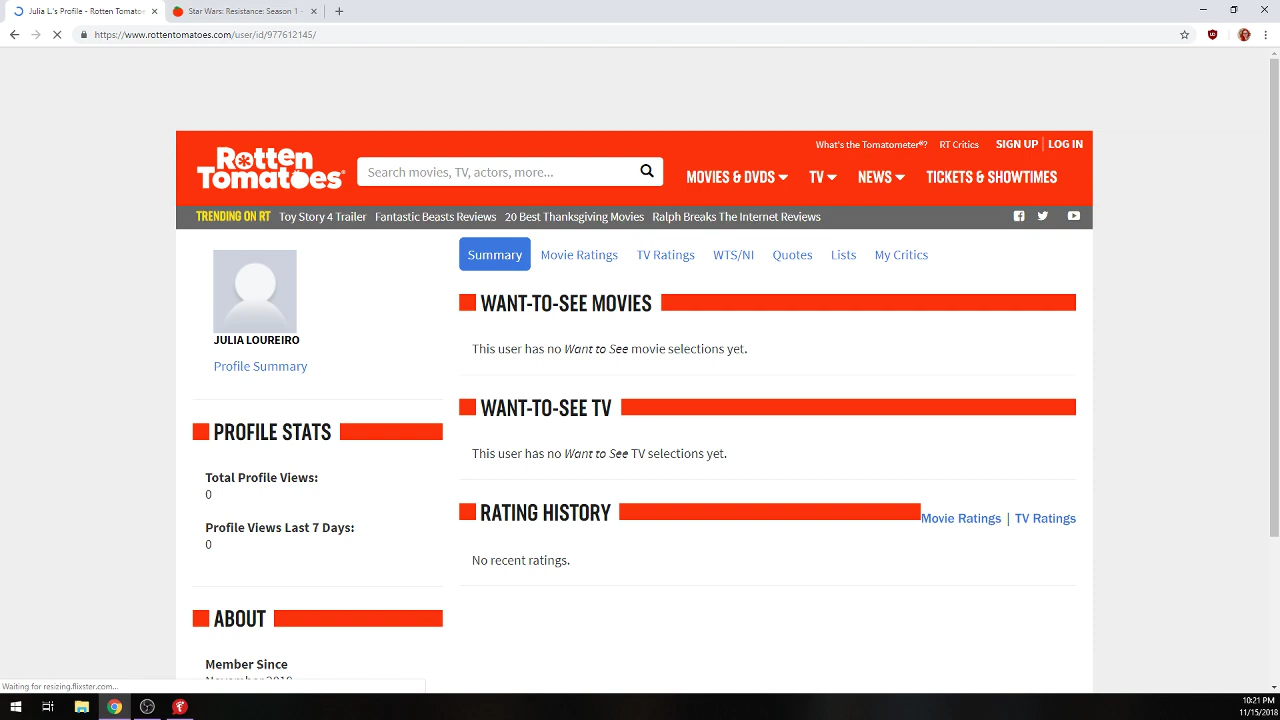 Julia L.'s Profile - Rotten Tomato
Star Wars: Resistance: Season 1 -
https://www.rottentomatoes.com/user/id/977612145/
What's the Tomatometer®? RT Critics SIGN UP | LOG IN
Rotten Tomatoes®
Search movies, TV, actors, more...
MOVIES & DVDS TV NEWS TICKETS & SHOWTIMES
TRENDING ON RT Toy Story 4 Trailer Fantastic Beasts Reviews 20 Best Thanksgiving Movies Ralph Breaks The Internet Reviews
Summary Movie Ratings TV Ratings WTS/NI Quotes Lists My Critics
JULIA LOUREIRO
Profile Summary
PROFILE STATS
Total Profile Views:
0
Profile Views Last 7 Days:
0
ABOUT
Member Since
WANT-TO-SEE MOVIES
This user has no Want to See movie selections yet.
WANT-TO-SEE TV
This user has no Want to See TV selections yet.
RATING HISTORY
Movie Ratings | TV Ratings
No recent ratings.
Waiting for resizing.flixster.com...
10:21 PM
11/15/2018